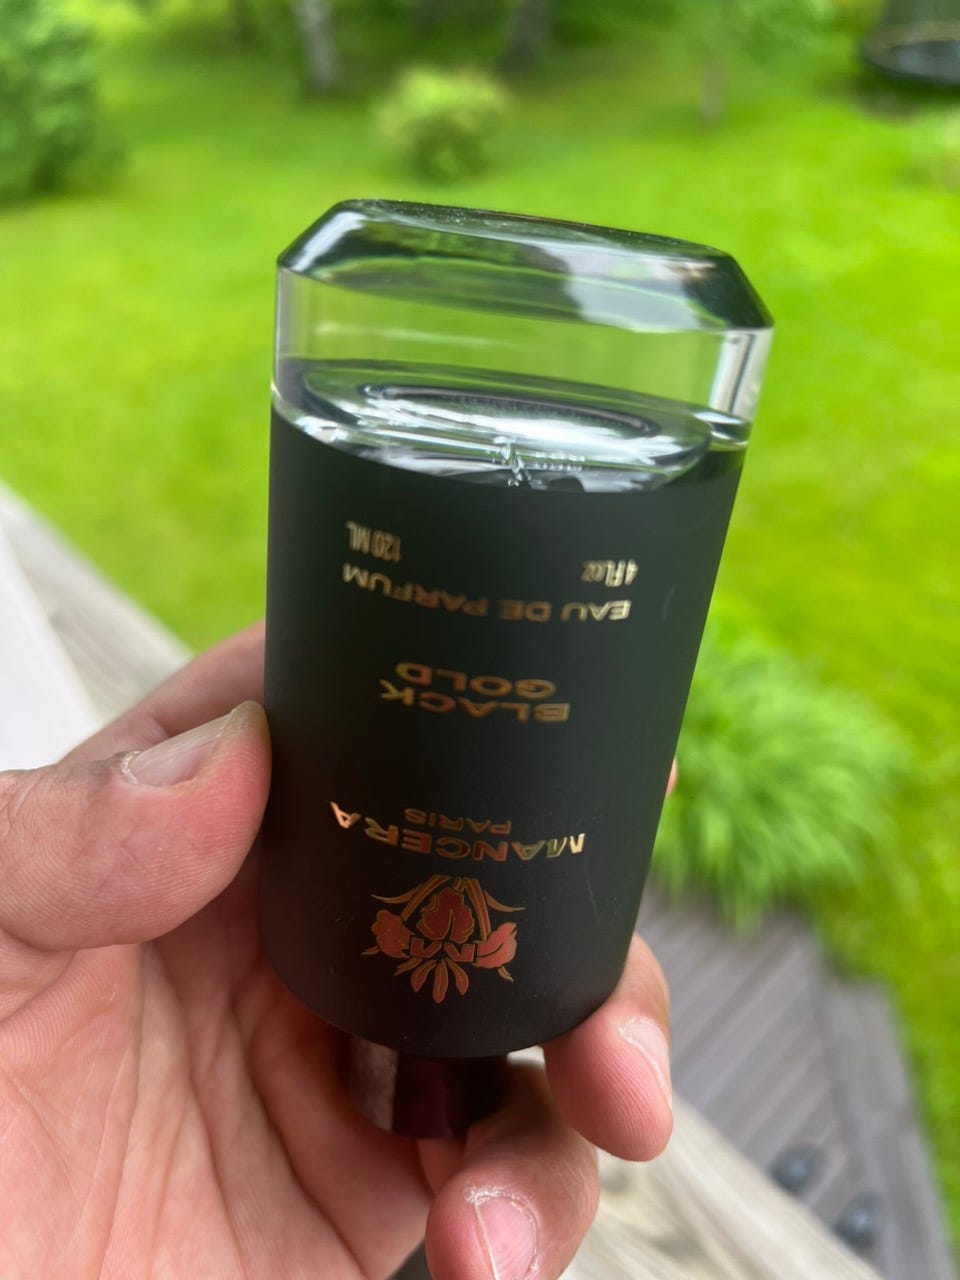 M
MANCERA
PARIS
BLACK
GOLD
EAU DE PARFUM
4 Fl.oz 120 ML